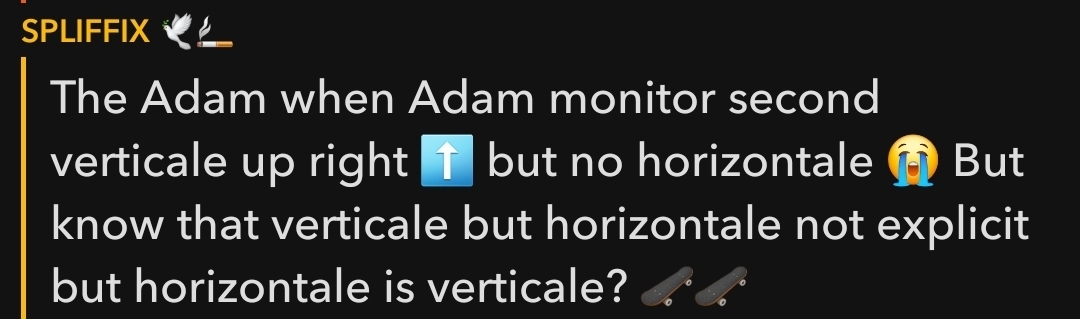 SPLIFFIX 🕊️🚬
The Adam when Adam monitor second
verticale up right ⬆️ but no horizontale 😭 But
know that verticale but horizontale not explicit
but horizontale is verticale? 🛹🛹